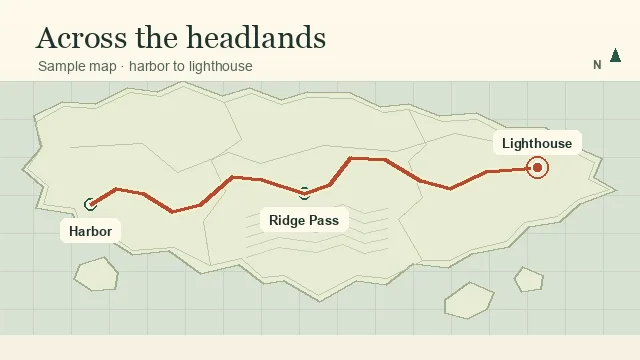 Across the headlands
Sample map · harbor to lighthouse
N
Lighthouse
Ridge Pass
Harbor